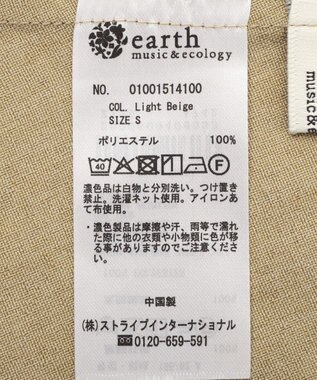 earth
music & ecology
NO. 01001514100
COL. Light Beige
SIZE S
ポリエステル 100%
40 F
濃色品は白物と分別洗い。つけ置き
禁止。洗濯ネット使用。アイロンあ
て布使用。
・濃色製品は摩擦や汗、雨等で濡れ
た際に他の衣類や小物類に色が移
る事がありますのでご注意ください。
中国製
(株)ストライプインターナショナル
0120-659-591
music &